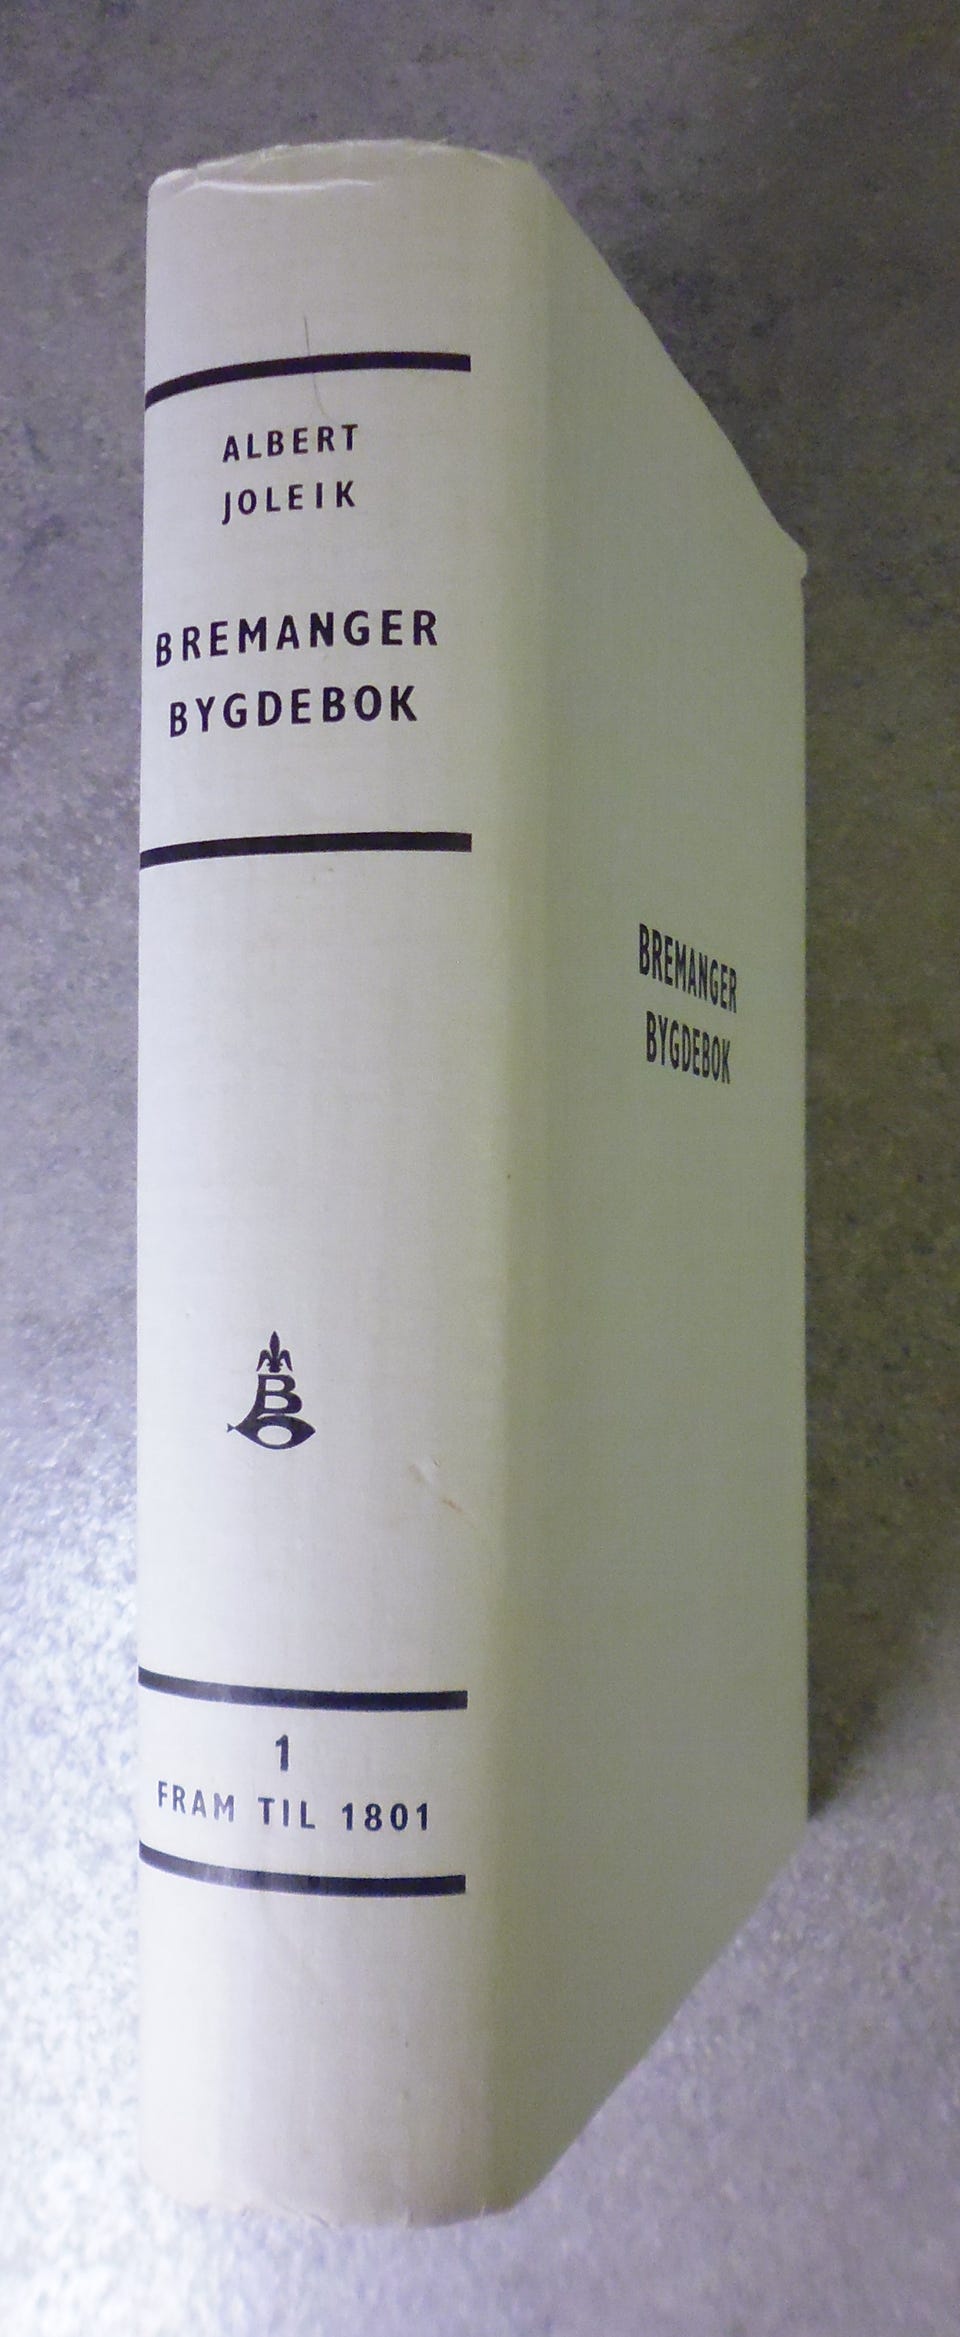 ALBERT
JOLEIK
BREMANGER
BYGDEBOK
B
1
FRAM TIL 1801
BREMANGER
BYGDEBOK